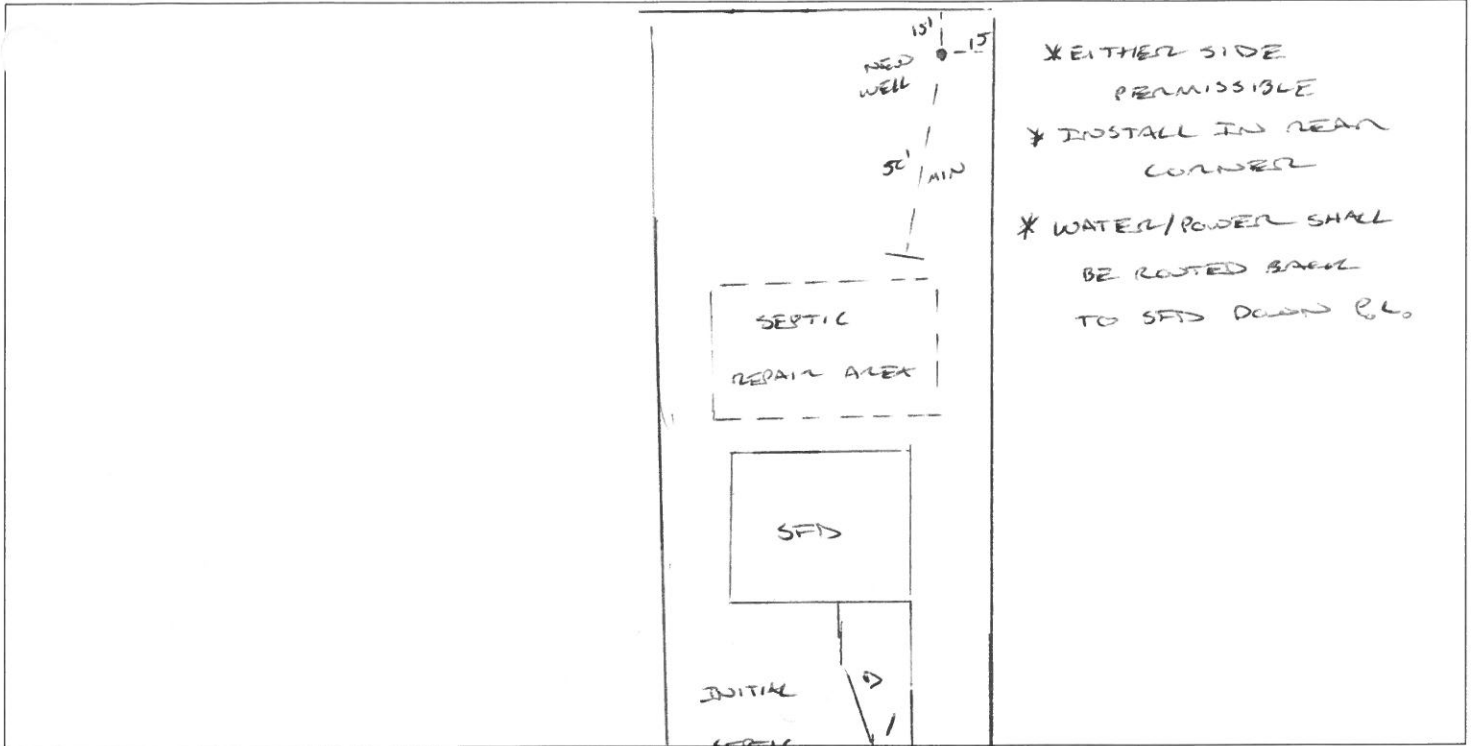 15'
15
NEW
WELL
50'
MIN
SEPTIC
REPAIR AREA
SFD
INITIAL
SEPTIC
* EITHER SIDE
PERMISSIBLE
* INSTALL IN REAR
CORNER
* WATER/POWER SHALL
BE ROUTED BACK
TO SFD DOWN P.L.